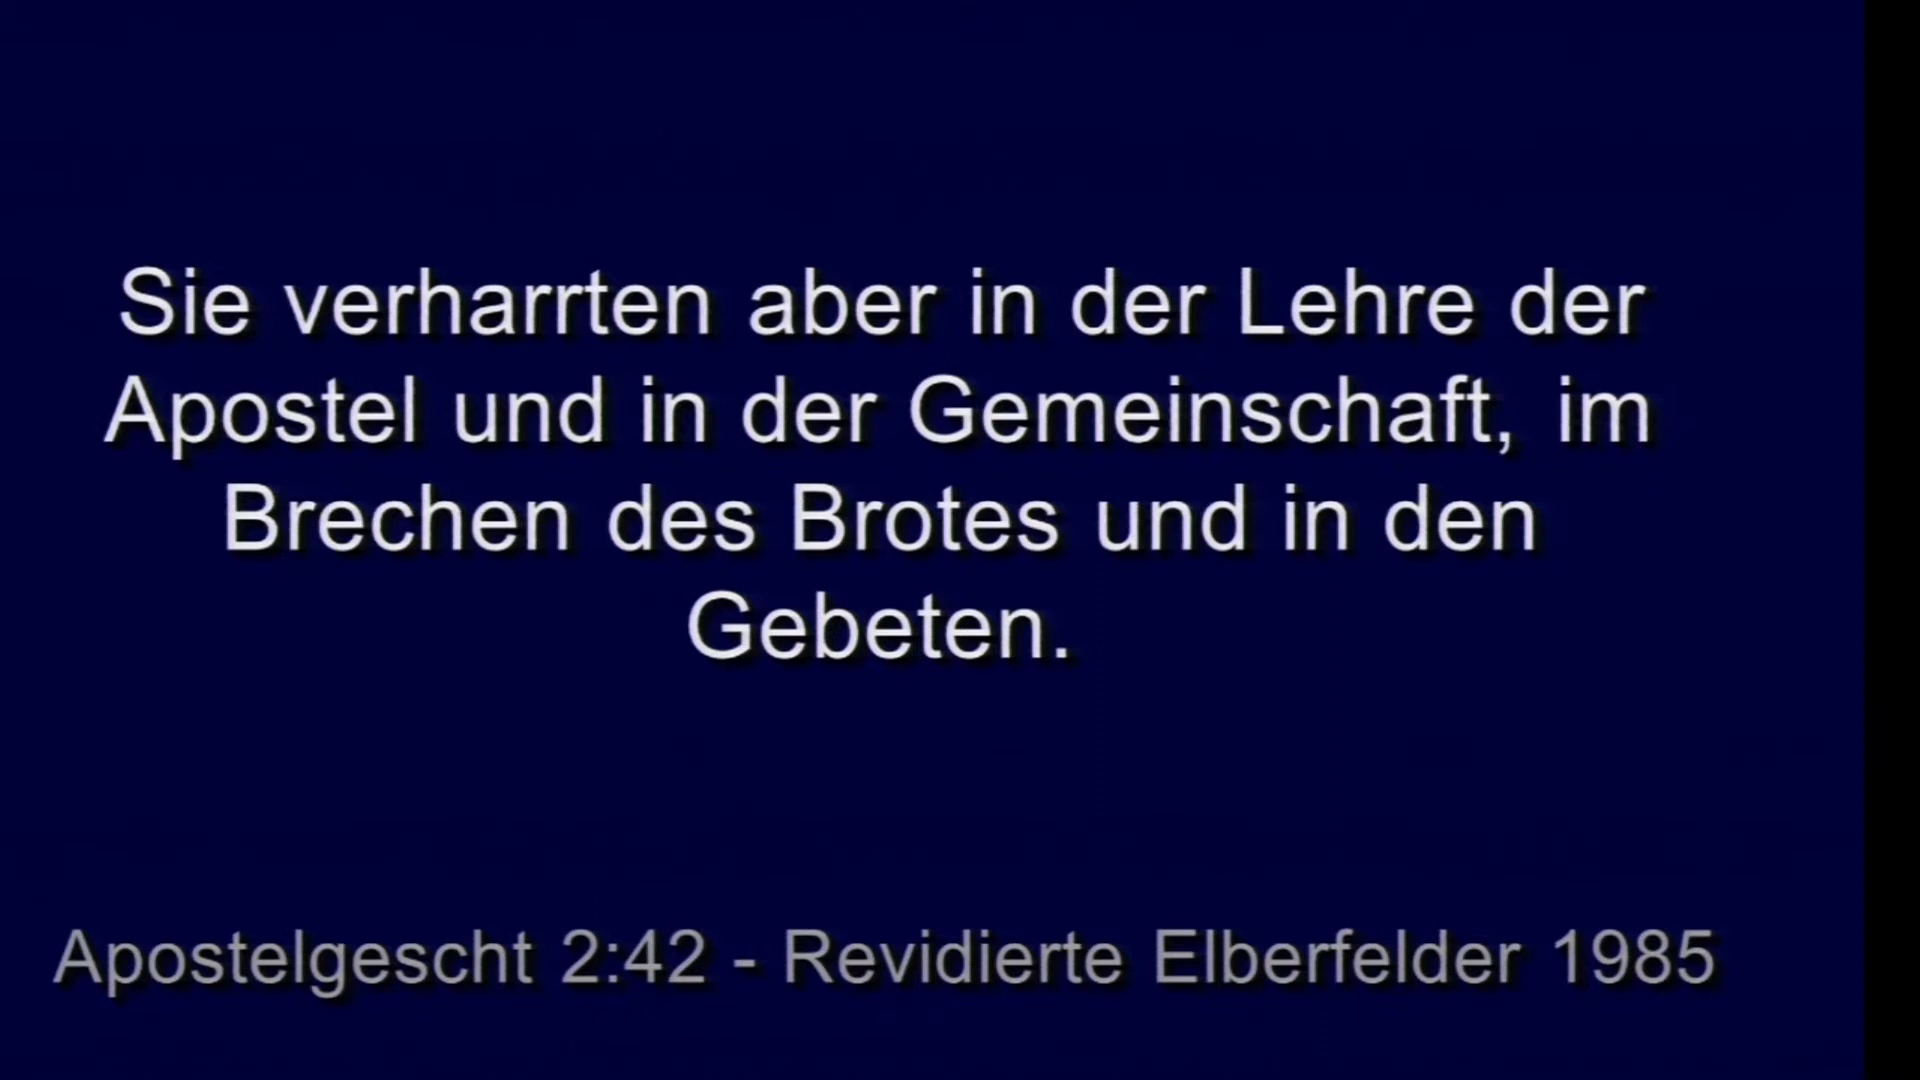 Sie verharrten aber in der Lehre der
Apostel und in der Gemeinschaft, im
Brechen des Brotes und in den
Gebeten.
Apostelgescht 2:42 - Revidierte Elberfelder 1985